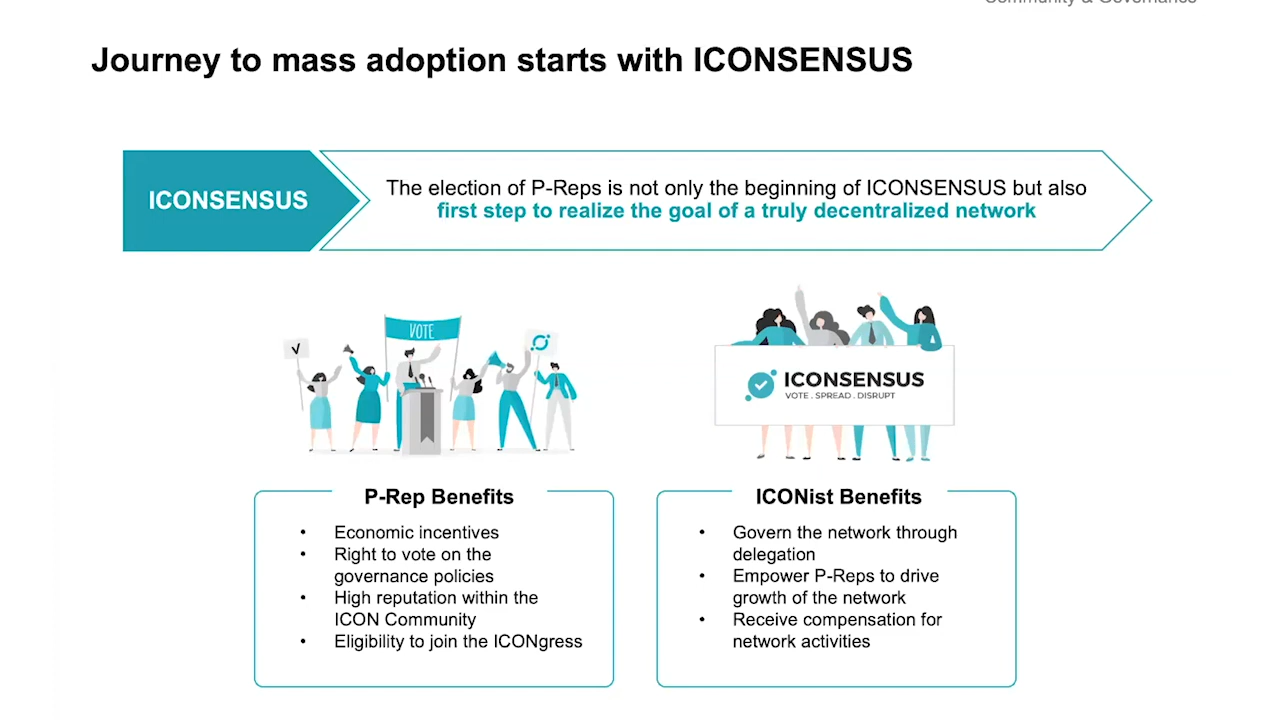 Community & Governance
Journey to mass adoption starts with ICONSENSUS
ICONSENSUS
The election of P-Reps is not only the beginning of ICONSENSUS but also
first step to realize the goal of a truly decentralized network
VOTE
ICONSENSUS
VOTE . SPREAD . DISRUPT
P-Rep Benefits
• Economic incentives
• Right to vote on the
governance policies
• High reputation within the
ICON Community
• Eligibility to join the ICONgress
ICONist Benefits
• Govern the network through
delegation
• Empower P-Reps to drive
growth of the network
• Receive compensation for
network activities